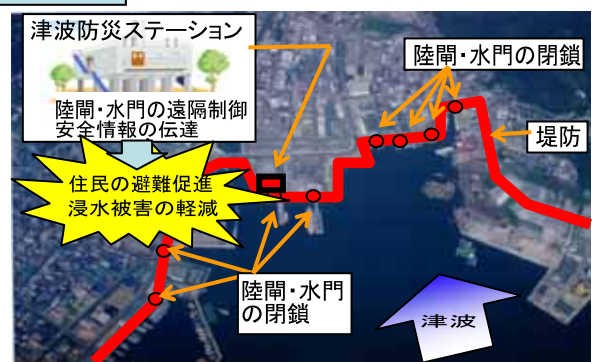 津波防災ステーション
陸閘・水門の遠隔制御
安全情報の伝達
住民の避難促進
浸水被害の軽減
陸閘・水門の閉鎖
堤防
陸閘・水門
の閉鎖
津波